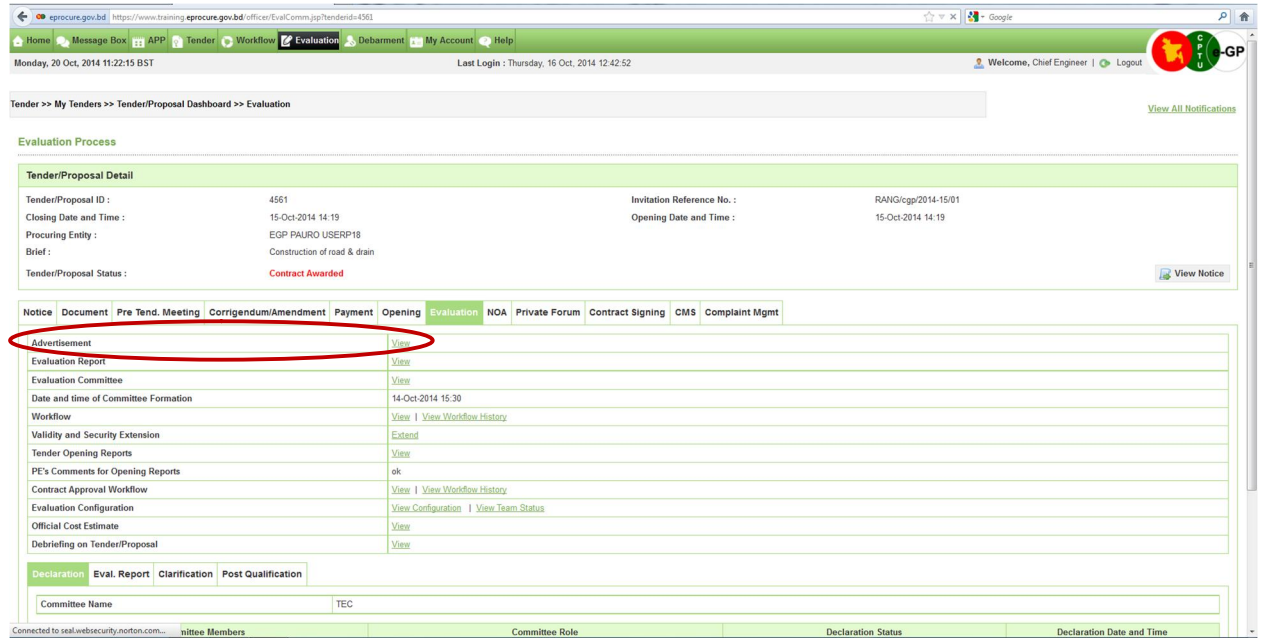 eprocure.gov.bd https://www.training.eprocure.gov.bd/officer/EvalComm.jsp?tenderid=4561 Google
Home Message Box APP Tender Workflow Evaluation Debarment My Account Help
C P T U e-GP
Monday, 20 Oct, 2014 11:22:15 BST Last Login : Thursday, 16 Oct, 2014 12:42:52 Welcome, Chief Engineer | Logout
Tender >> My Tenders >> Tender/Proposal Dashboard >> Evaluation
View All Notifications
Evaluation Process
Tender/Proposal Detail
Tender/Proposal ID : 4561 Invitation Reference No. : RANG/cgp/2014-15/01
Closing Date and Time : 15-Oct-2014 14:19 Opening Date and Time : 15-Oct-2014 14:19
Procuring Entity : EGP PAURO USERP18
Brief : Construction of road & drain
Tender/Proposal Status : Contract Awarded View Notice
Notice Document Pre Tend. Meeting Corrigendum/Amendment Payment Opening Evaluation NOA Private Forum Contract Signing CMS Complaint Mgmt
Advertisement View
Evaluation Report View
Evaluation Committee View
Date and time of Committee Formation 14-Oct-2014 15:30
Workflow View | View Workflow History
Validity and Security Extension Extend
Tender Opening Reports View
PE's Comments for Opening Reports ok
Contract Approval Workflow View | View Workflow History
Evaluation Configuration View Configuration | View Team Status
Official Cost Estimate View
Debriefing on Tender/Proposal View
Declaration Eval. Report Clarification Post Qualification
Committee Name TEC
Connected to seal.websecurity.norton.com... mittee Members Committee Role Declaration Status Declaration Date and Time